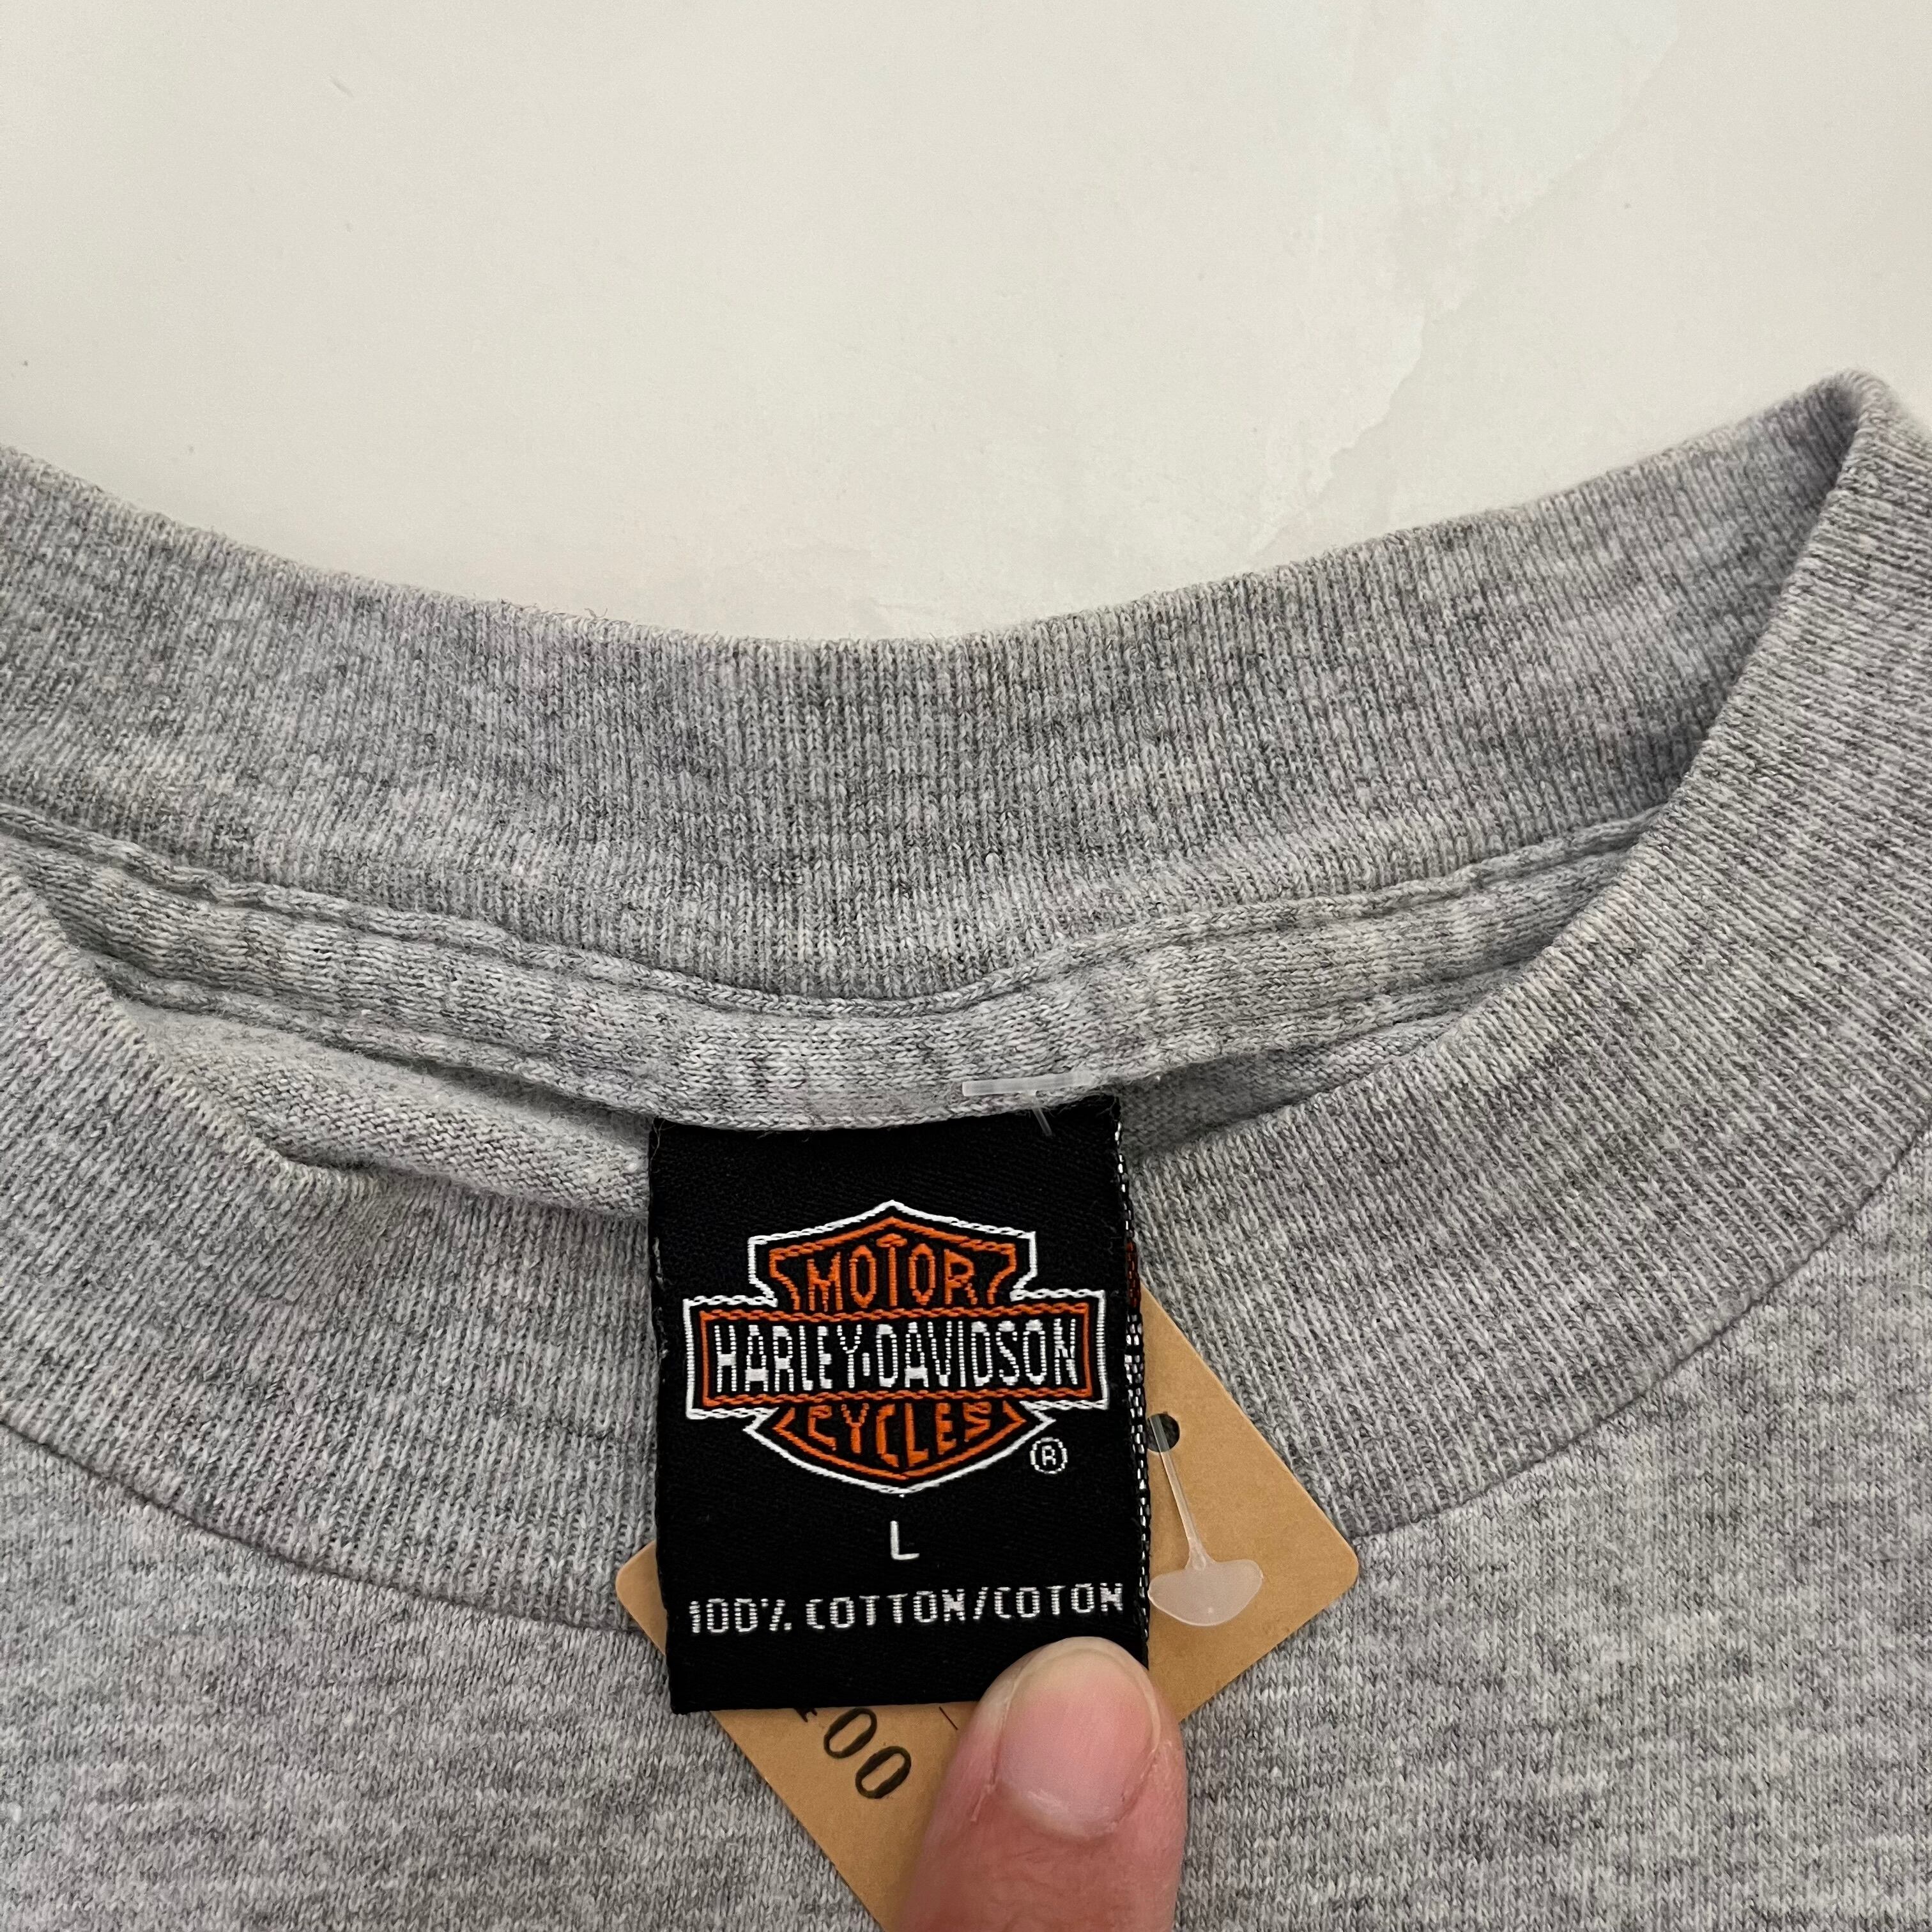 MOTOR
HARLEY-DAVIDSON
CYCLES
®
L
100% COTTON/COTON